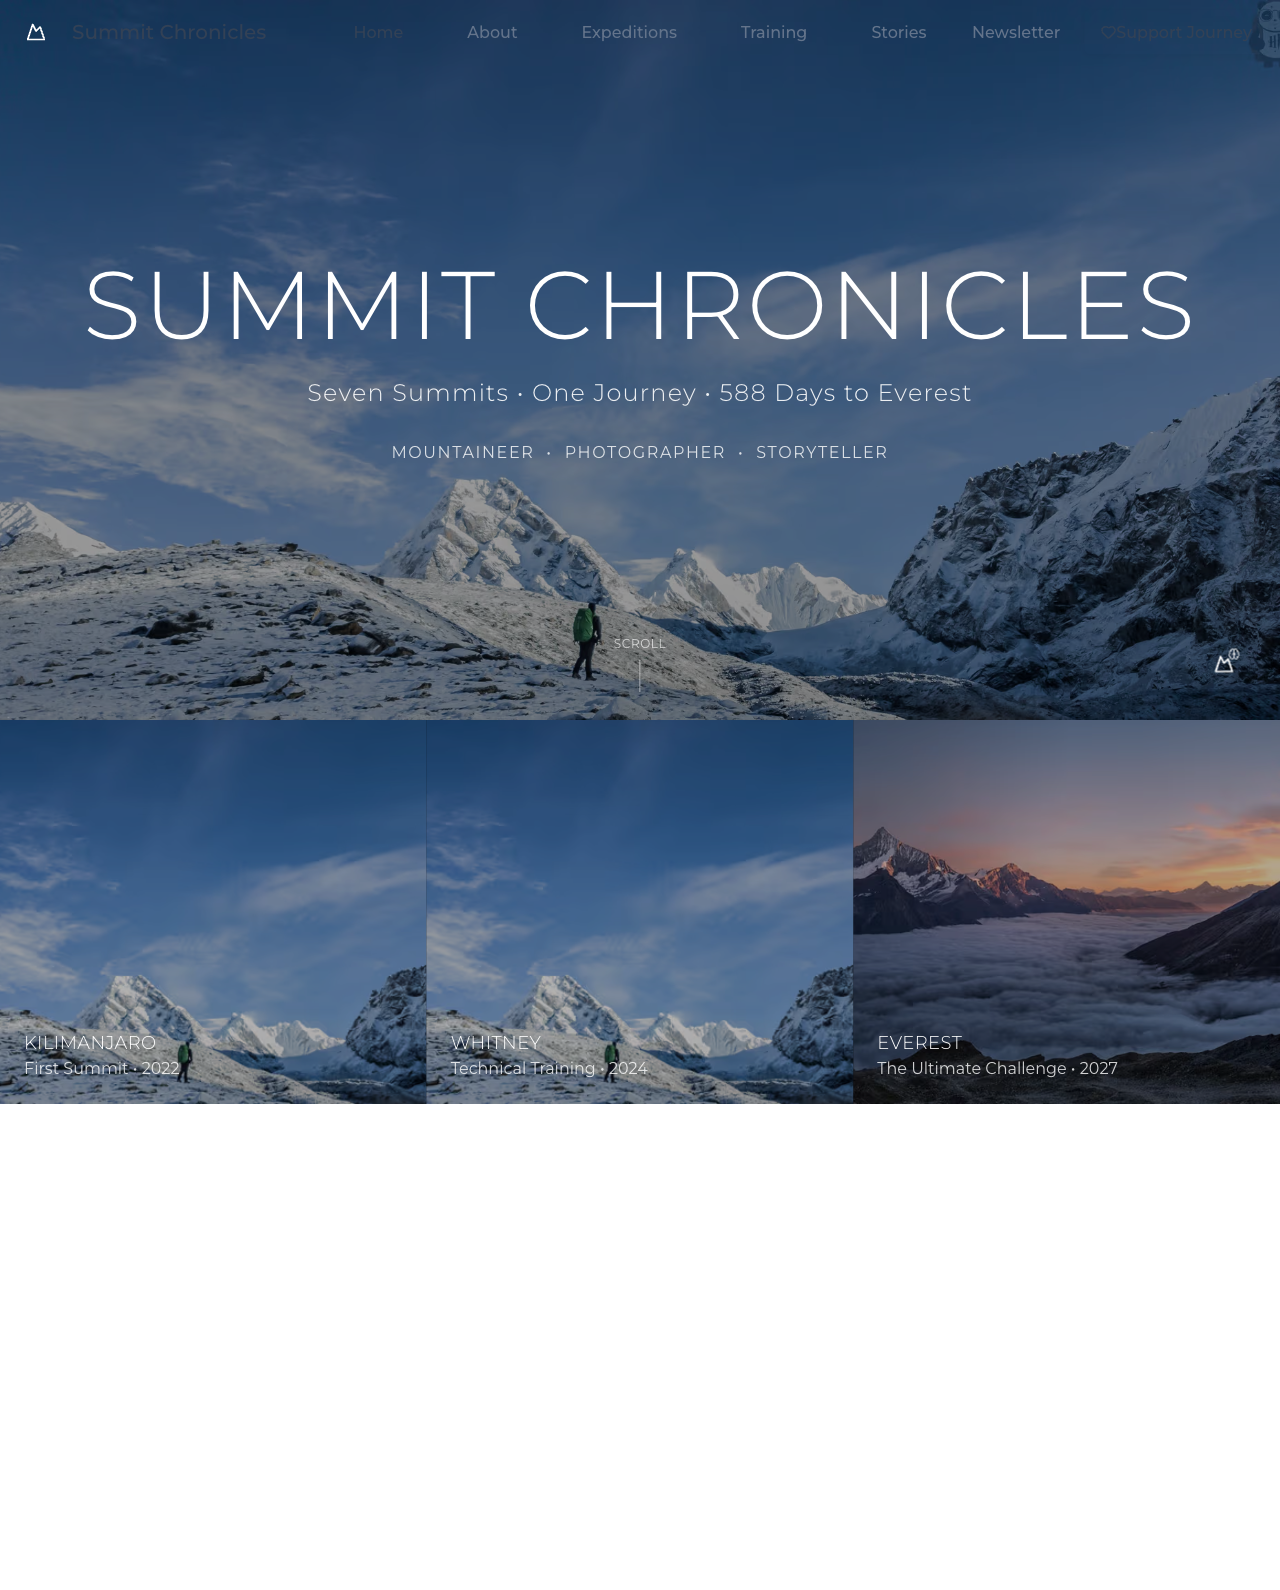 Summit Chronicles Home About Expeditions Training Stories Newsletter Support Journey
SUMMIT CHRONICLES
Seven Summits • One Journey • 588 Days to Everest
MOUNTAINEER • PHOTOGRAPHER • STORYTELLER
SCROLL
KILIMANJARO
First Summit • 2022
WHITNEY
Technical Training • 2024
EVEREST
The Ultimate Challenge • 2027